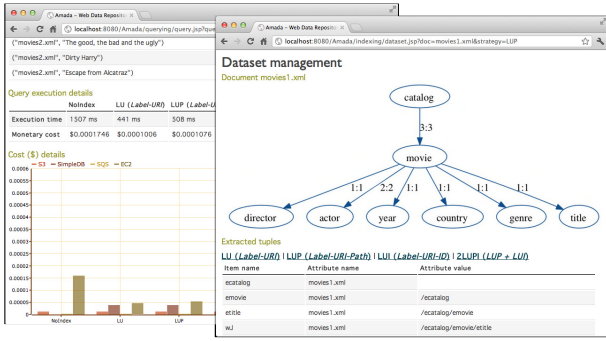 Amada - Web Data Reposito
localhost:8080/Amada/querying/query.jsp?que
("movies2.xml", "The good, the bad and the ugly")
("movies2.xml", "Dirty Harry")
("movies2.xml", "Escape from Alcatraz")
Query execution details
NoIndex LU (Label-URI) LUP (Label-U
Execution time 1507 ms 441 ms 508 ms
Monetary cost $0.0001746 $0.0001006 $0.0001076
Cost ($) details
S3 SimpleDB SQS EC2
0.0006
0.00055
0.0005
0.00045
0.0004
0.00035
0.0003
0.00025
0.0002
0.00015
0.0001
0.00005
0
NoIndex LU LUP
Amada - Web Data Reposito
localhost:8080/Amada/indexing/dataset.jsp?doc=movies1.xml&strategy=LUP
Dataset management
Document movies1.xml
catalog
3:3
movie
1:1 2:2 1:1 1:1 1:1 1:1
director actor year country genre title
Extracted tuples
LU (Label-URI) | LUP (Label-URI-Path) | LUI (Label-URI-ID) | 2LUPI (LUP + LUI)
Item name Attribute name Attribute value
ecatalog movies1.xml
emovie movies1.xml /ecatalog
etitle movies1.xml /ecatalog/emovie
wJ movies1.xml /ecatalog/emovie/etitle